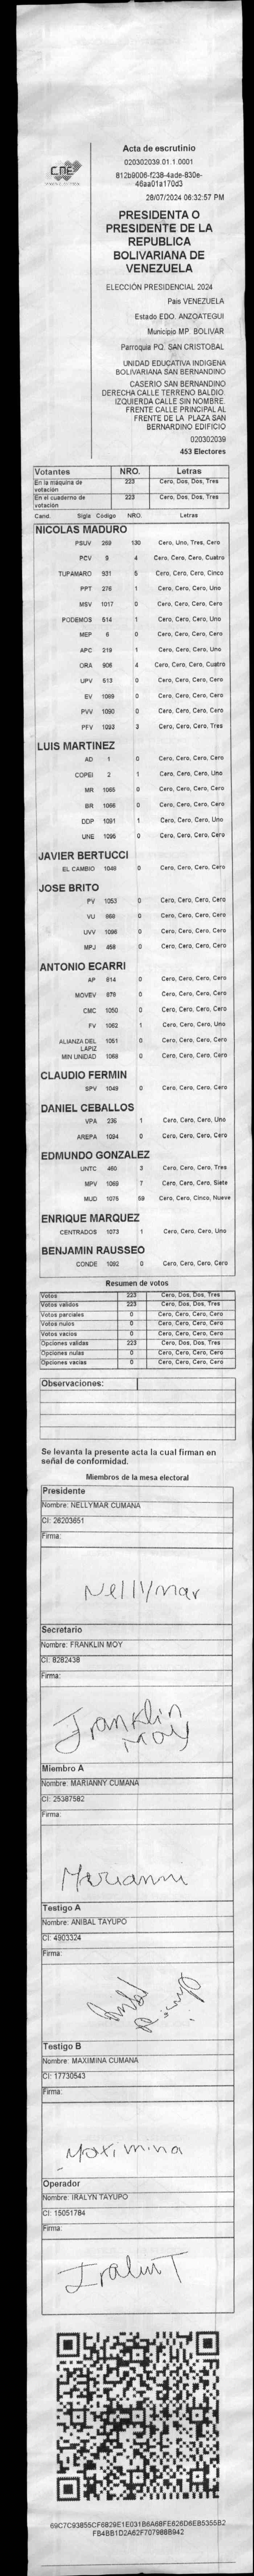 CNE
Acta de escrutinio
020302039.01.1.0001
812b9006-f238-4ade-830e-
46aa01a170d3
28/07/2024 06:32:57 PM
PRESIDENTA O
PRESIDENTE DE LA
REPUBLICA
BOLIVARIANA DE
VENEZUELA
ELECCIÓN PRESIDENCIAL 2024
Pais VENEZUELA
Estado EDO. ANZOATEGUI
Municipio MP. BOLIVAR
Parroquia PQ. SAN CRISTOBAL
UNIDAD EDUCATIVA INDIGENA
BOLIVARIANA SAN BERNANDINO
CASERIO SAN BERNANDINO
DERECHA CALLE TERRENO BALDIO.
IZQUIERDA CALLE SIN NOMBRE.
FRENTE CALLE PRINCIPAL AL
FRENTE DE LA PLAZA SAN
BERNARDINO EDIFICIO
020302039
453 Electores
Votantes NRO. Letras
En la máquina de votación 223 Cero, Dos, Dos, Tres
En el cuaderno de votación 223 Cero, Dos, Dos, Tres
Cand. Sigla Código NRO. Letras
NICOLAS MADURO
PSUV 269 130 Cero, Uno, Tres, Cero
PCV 9 4 Cero, Cero, Cero, Cuatro
TUPAMARO 931 5 Cero, Cero, Cero, Cinco
PPT 276 1 Cero, Cero, Cero, Uno
MSV 1017 0 Cero, Cero, Cero, Cero
PODEMOS 514 1 Cero, Cero, Cero, Uno
MEP 6 0 Cero, Cero, Cero, Cero
APC 219 1 Cero, Cero, Cero, Uno
ORA 906 4 Cero, Cero, Cero, Cuatro
UPV 613 0 Cero, Cero, Cero, Cero
EV 1089 0 Cero, Cero, Cero, Cero
PVV 1090 0 Cero, Cero, Cero, Cero
PFV 1093 3 Cero, Cero, Cero, Tres
LUIS MARTINEZ
AD 1 0 Cero, Cero, Cero, Cero
COPEI 2 1 Cero, Cero, Cero, Uno
MR 1065 0 Cero, Cero, Cero, Cero
BR 1066 0 Cero, Cero, Cero, Cero
DDP 1091 1 Cero, Cero, Cero, Uno
UNE 1095 0 Cero, Cero, Cero, Cero
JAVIER BERTUCCI
EL CAMBIO 1048 0 Cero, Cero, Cero, Cero
JOSE BRITO
PV 1053 0 Cero, Cero, Cero, Cero
VU 668 0 Cero, Cero, Cero, Cero
UVV 1096 0 Cero, Cero, Cero, Cero
MPJ 458 0 Cero, Cero, Cero, Cero
ANTONIO ECARRI
AP 814 0 Cero, Cero, Cero, Cero
MOVEV 678 0 Cero, Cero, Cero, Cero
CMC 1050 0 Cero, Cero, Cero, Cero
FV 1062 1 Cero, Cero, Cero, Uno
ALIANZA DEL LAPIZ 1051 0 Cero, Cero, Cero, Cero
MIN UNIDAD 1069 0 Cero, Cero, Cero, Cero
CLAUDIO FERMIN
SPV 1049 0 Cero, Cero, Cero, Cero
DANIEL CEBALLOS
VPA 236 1 Cero, Cero, Cero, Uno
AREPA 1094 0 Cero, Cero, Cero, Cero
EDMUNDO GONZALEZ
UNTC 460 3 Cero, Cero, Cero, Tres
MPV 1069 7 Cero, Cero, Cero, Siete
MUD 1075 59 Cero, Cero, Cinco, Nueve
ENRIQUE MARQUEZ
CENTRADOS 1073 1 Cero, Cero, Cero, Uno
BENJAMIN RAUSSEO
CONDE 1092 0 Cero, Cero, Cero, Cero
Resumen de votos
Votos 223 Cero, Dos, Dos, Tres
Votos validos 223 Cero, Dos, Dos, Tres
Votos parciales 0 Cero, Cero, Cero, Cero
Votos nulos 0 Cero, Cero, Cero, Cero
Votos vacios 0 Cero, Cero, Cero, Cero
Opciones validas 223 Cero, Dos, Dos, Tres
Opciones nulas 0 Cero, Cero, Cero, Cero
Opciones vacias 0 Cero, Cero, Cero, Cero
Observaciones:
Se levanta la presente acta la cual firman en
señal de conformidad.
Miembros de la mesa electoral
Presidente
Nombre: NELLYMAR CUMANA
CI: 26203651
Firma:
Nellymar
Secretario
Nombre: FRANKLIN MOY
CI: 8282438
Firma:
Franklin
moy
Miembro A
Nombre: MARIANNY CUMANA
CI: 25387582
Firma:
Marianni
Testigo A
Nombre: ANIBAL TAYUPO
CI: 4903324
Firma:
Testigo B
Nombre: MAXIMINA CUMANA
CI: 17730543
Firma:
Maximina
Operador
Nombre: IRALYN TAYUPO
CI: 15051784
Firma:
Iralin T
69C7C93855CF6829E1E031B6A68FE626D6EB5355B2
FB4BB1D2A62F707988B942